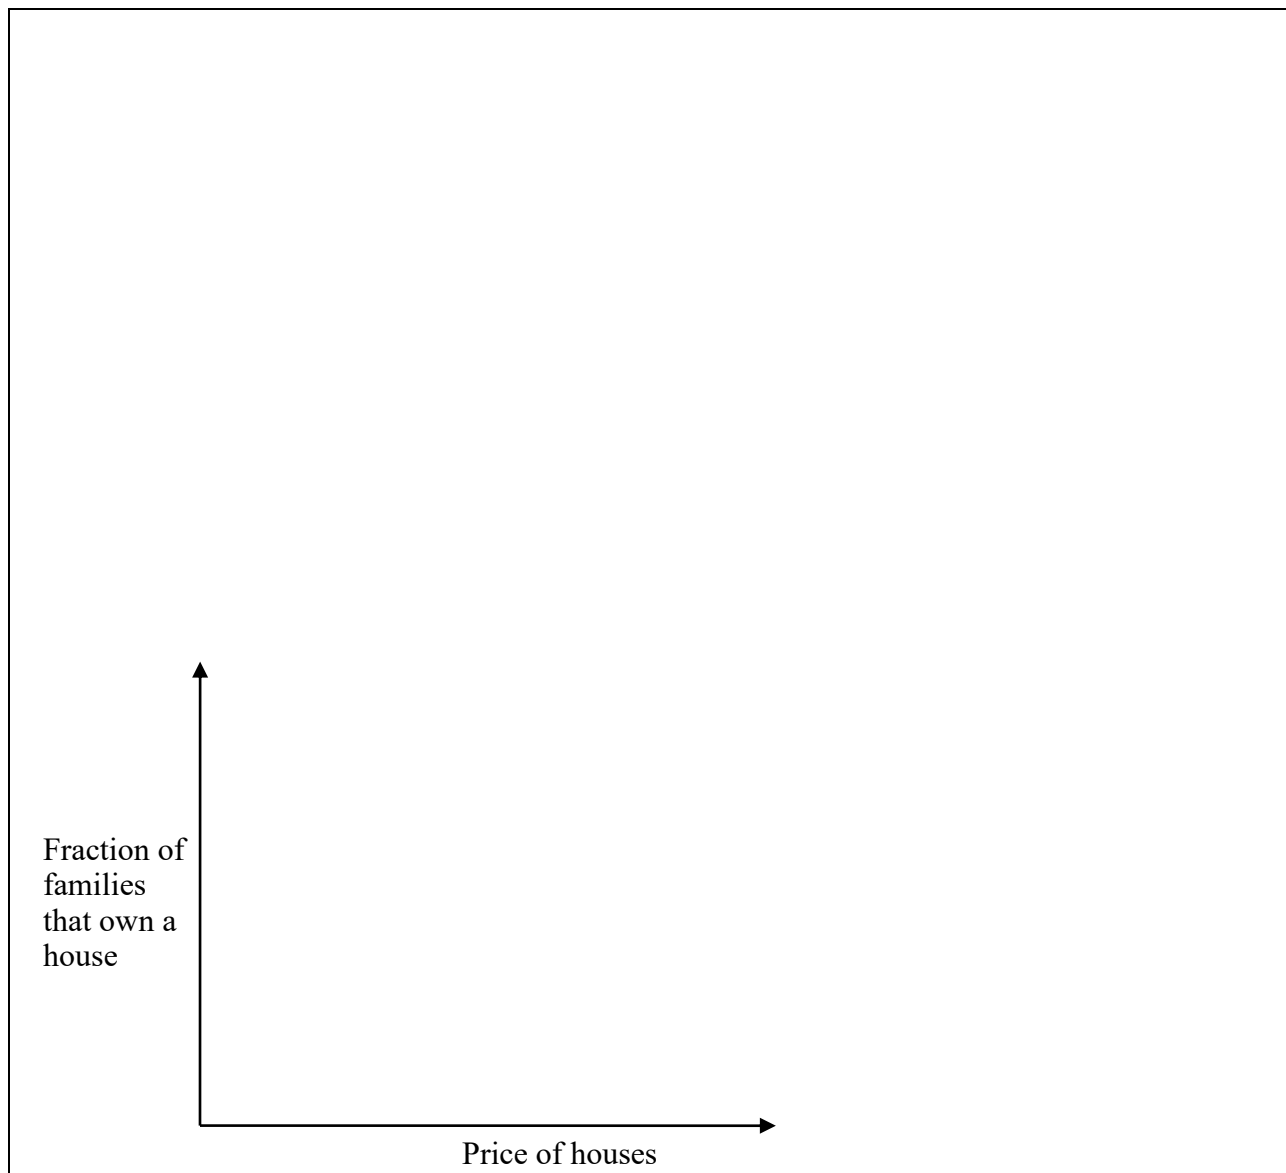 Fraction of
families
that own a
house
Price of houses